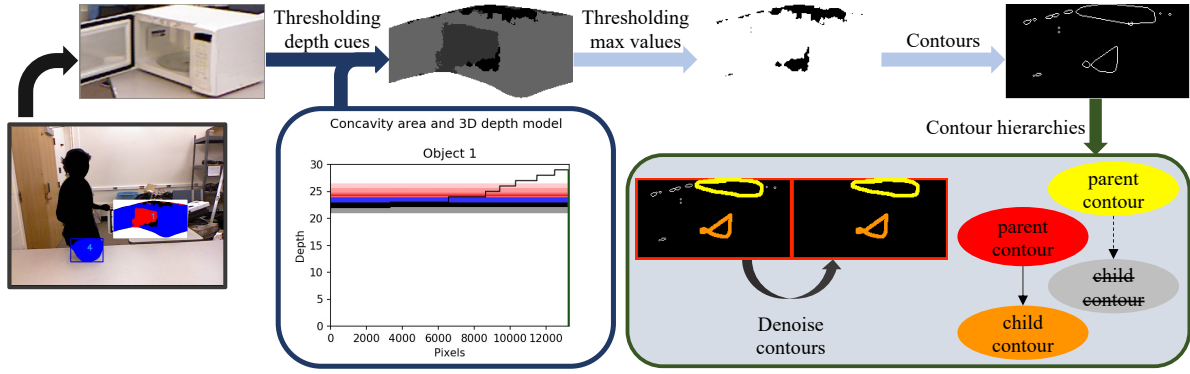 Thresholding
depth cues
Thresholding
max values
Contours
Contour hierarchies
4
Concavity area and 3D depth model
Object 1
30
25
20
15
10
5
0
Depth
0 2000 4000 6000 8000 10000 12000
Pixels
Denoise
contours
parent
contour
parent
contour
child
contour
child
contour